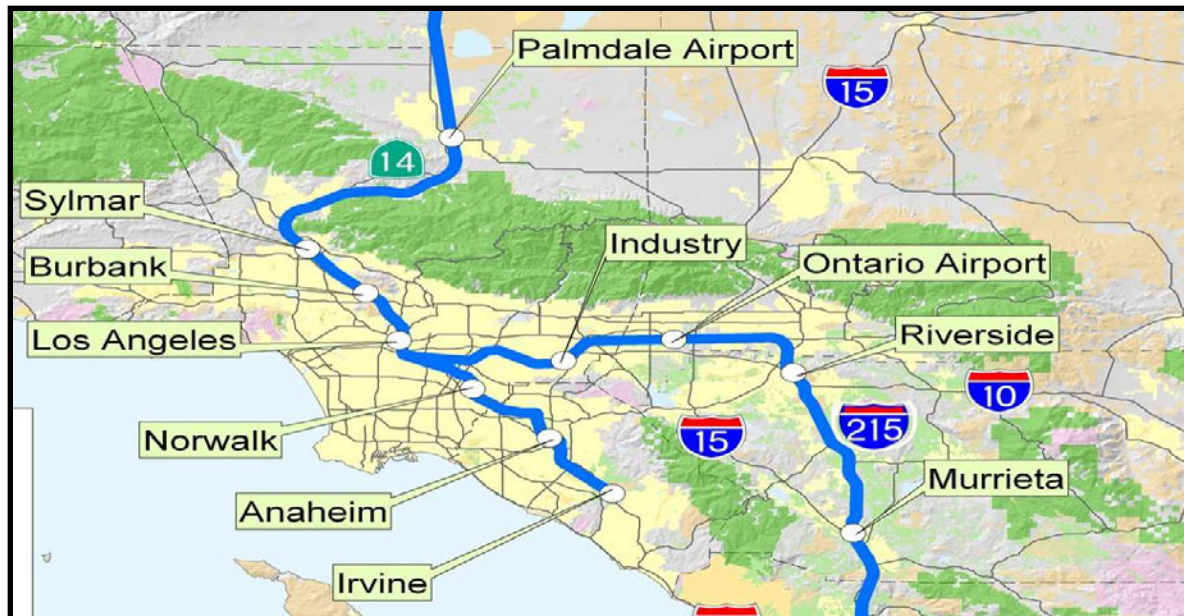 Palmdale Airport
15
14
Sylmar
Industry
Burbank
Ontario Airport
Los Angeles
Riverside
10
Norwalk
15
215
Murrieta
Anaheim
Irvine